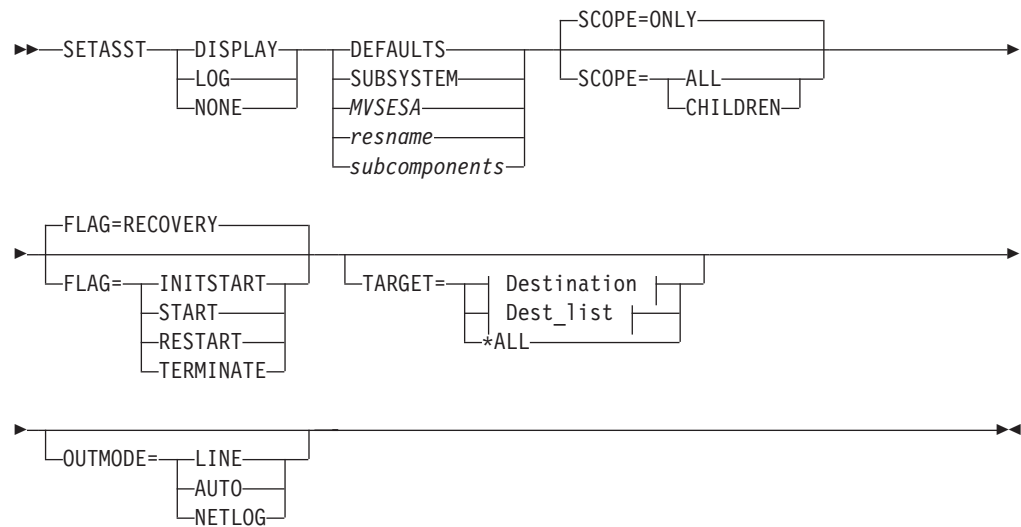 SCOPE=ONLY
SETASST DISPLAY DEFAULTS
LOG SUBSYSTEM SCOPE= ALL
NONE MVSESA CHILDREN
resname
subcomponents
FLAG=RECOVERY
FLAG= INITSTART TARGET= Destination
START Dest_list
RESTART *ALL
TERMINATE
OUTMODE= LINE
AUTO
NETLOG